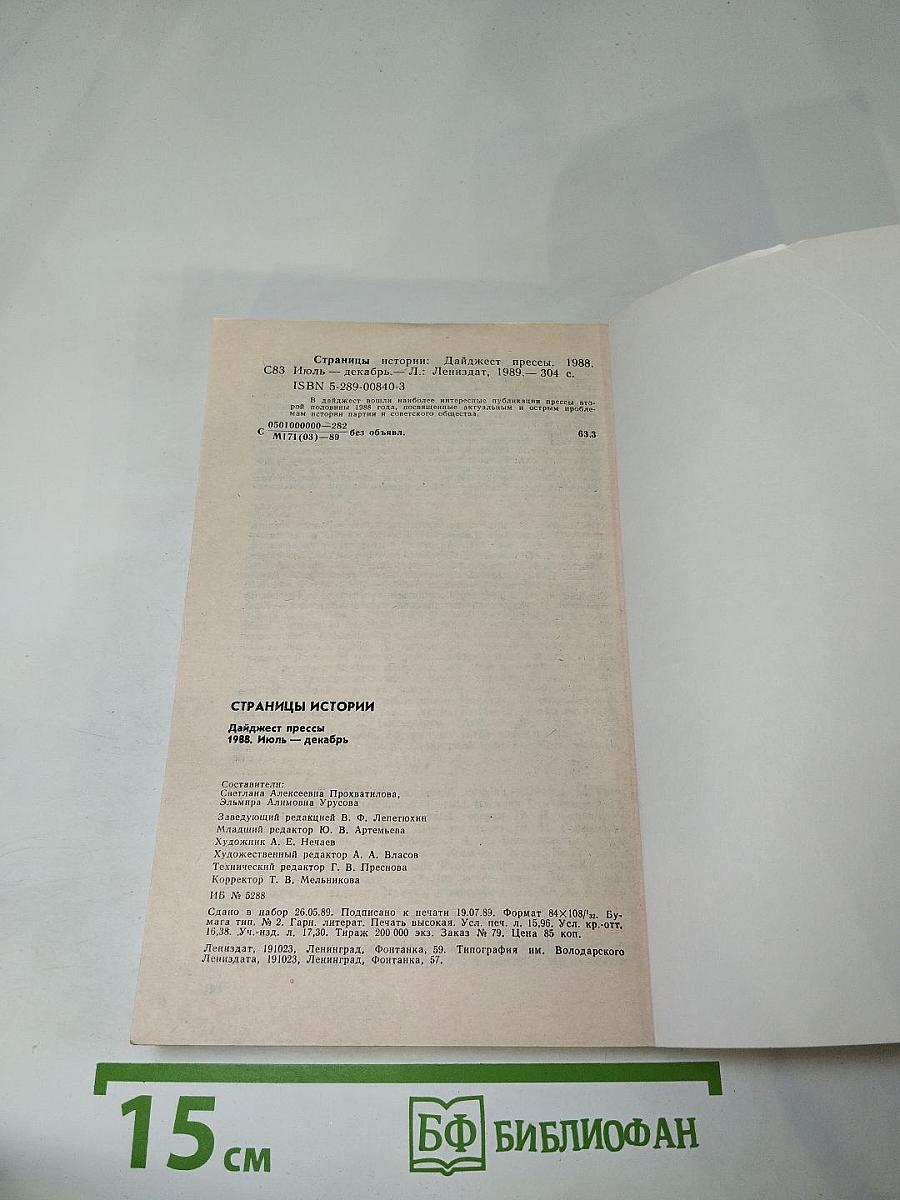 Страницы истории: Дайджест прессы. 1988.
С83 Июль — декабрь.— Л.: Лениздат, 1989.— 304 с.
ISBN 5-289-00840-3
В дайджест вошли наиболее интересные публикации прессы вто-
рой половины 1988 года, посвященные актуальным и острым пробле-
мам истории партии и советского общества.
С 0501000000—282
М171(03)—89 без объявл. 63.3
СТРАНИЦЫ ИСТОРИИ
Дайджест прессы
1988. Июль — декабрь
Составители:
Светлана Алексеевна Прохватилова,
Эльмира Алимовна Урусова
Заведующий редакцией В. Ф. Лепетюхин
Младший редактор Ю. В. Артемьева
Художник А. Е. Нечаев
Художественный редактор А. А. Власов
Технический редактор Г. В. Преснова
Корректор Т. В. Мельникова
ИБ № 5288
Сдано в набор 26.05.89. Подписано к печати 19.07.89. Формат 84×108/32. Бу-
мага тип. № 2. Гарн. литерат. Печать высокая. Усл. печ. л. 15,96. Усл. кр.-отт.
16,38. Уч.-изд. л. 17,30. Тираж 200 000 экз. Заказ № 79. Цена 85 коп.
Лениздат, 191023, Ленинград, Фонтанка, 59. Типография им. Володарского
Лениздата, 191023, Ленинград, Фонтанка, 57.
15 см
БФ БИБЛИОФАН